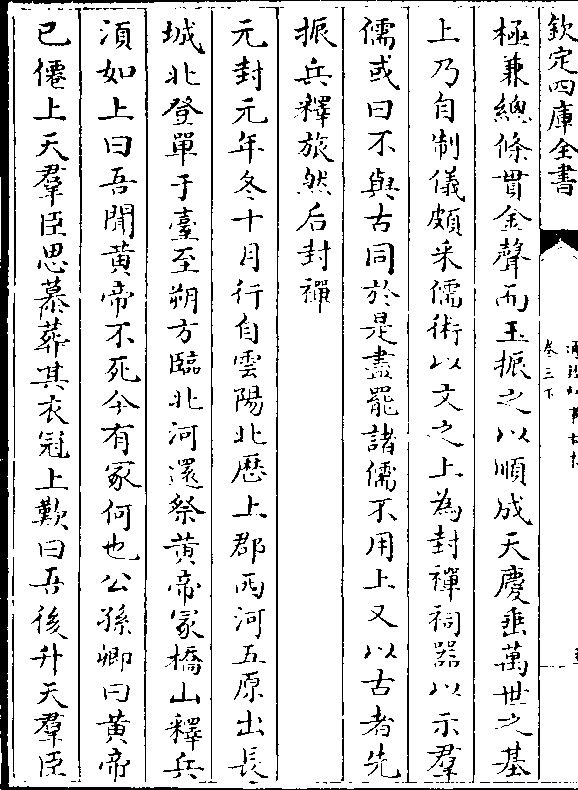 欽定四庫全書
卷三下
極兼總條貫金聲而玉振之以順成天慶垂萬世之基
上乃自制儀頗采儒術以文之上為封禪祠器以示羣
儒或曰不與古同於是盡罷諸儒不用上又以古者先
振兵釋旅然后封禪
元封元年冬十月行自雲陽北歴上郡西河五原出長
城北登單于臺至朔方臨北河還祭黄帝冢橋山釋兵
湏如上曰吾聞黄帝不死今有冢何也公孫卿曰黄帝
已僊上天羣臣思慕葬其衣冠上歎曰吾後升天羣臣